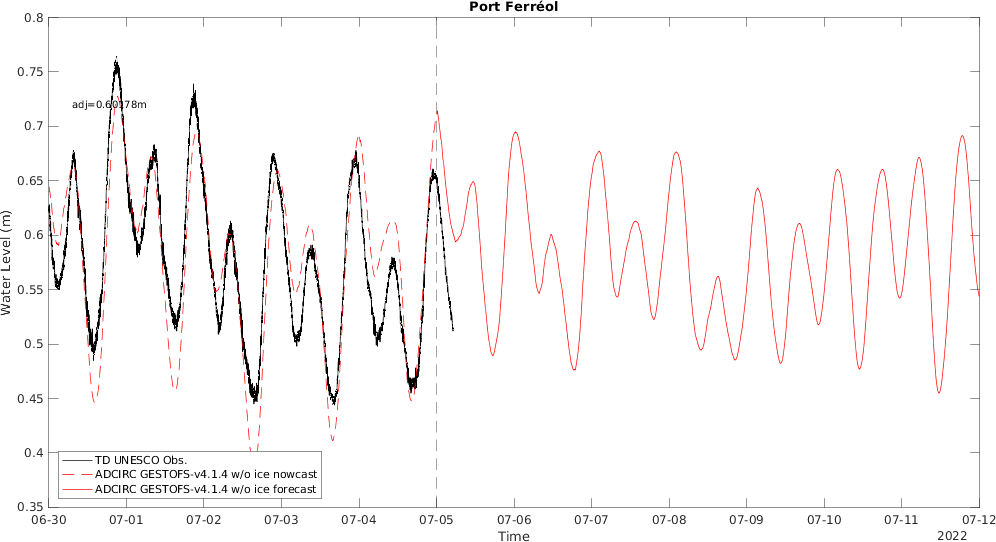 Port Ferréol
0.8
0.75
0.7
0.65
0.6
0.55
0.5
0.45
0.4
0.35
Water Level (m)
adj=0.60178m
TD UNESCO Obs.
ADCIRC GESTOFS-v4.1.4 w/o ice nowcast
ADCIRC GESTOFS-v4.1.4 w/o ice forecast
06-30 07-01 07-02 07-03 07-04 07-05 07-06 07-07 07-08 07-09 07-10 07-11 07-12
Time
2022